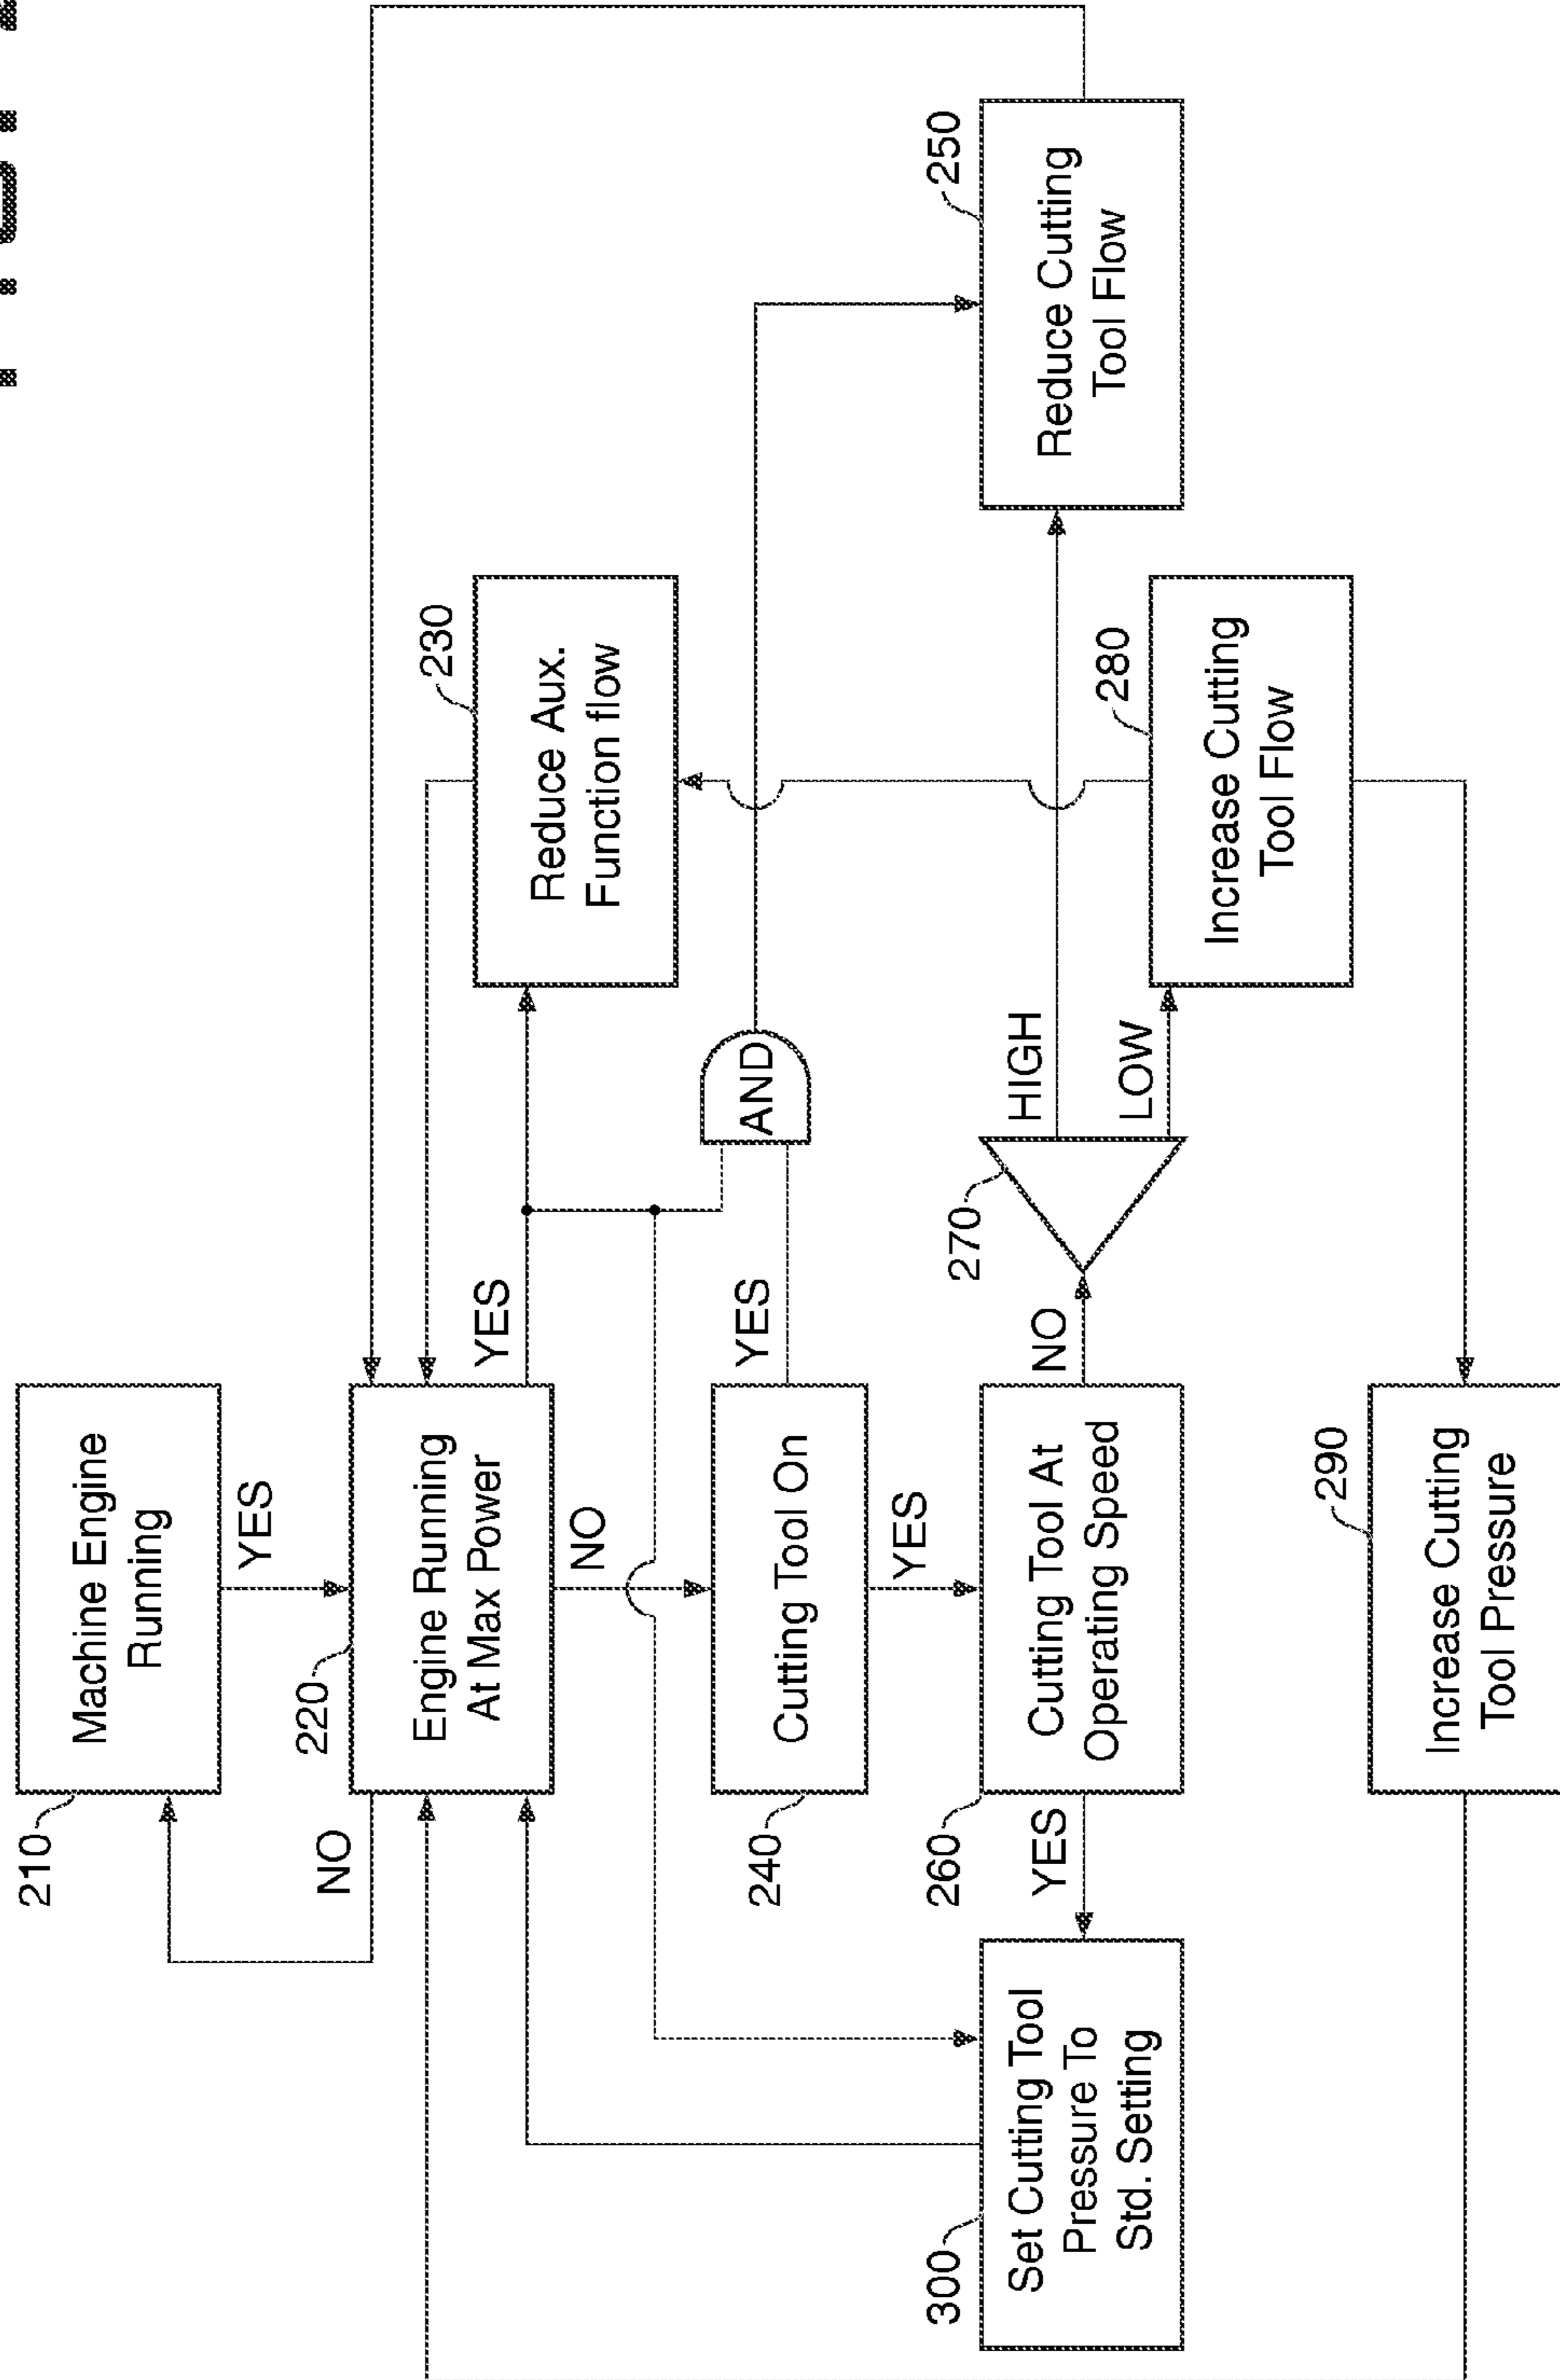 210
Machine Engine
Running
YES
NO
220
Engine Running
At Max Power
YES
NO
230
Reduce Aux.
Function flow
240
Cutting Tool On
YES
YES
AND
250
Reduce Cutting
Tool Flow
260
Cutting Tool At
Operating Speed
YES
NO
270
HIGH
LOW
280
Increase Cutting
Tool Flow
290
Increase Cutting
Tool Pressure
300
Set Cutting Tool
Pressure To
Std. Setting